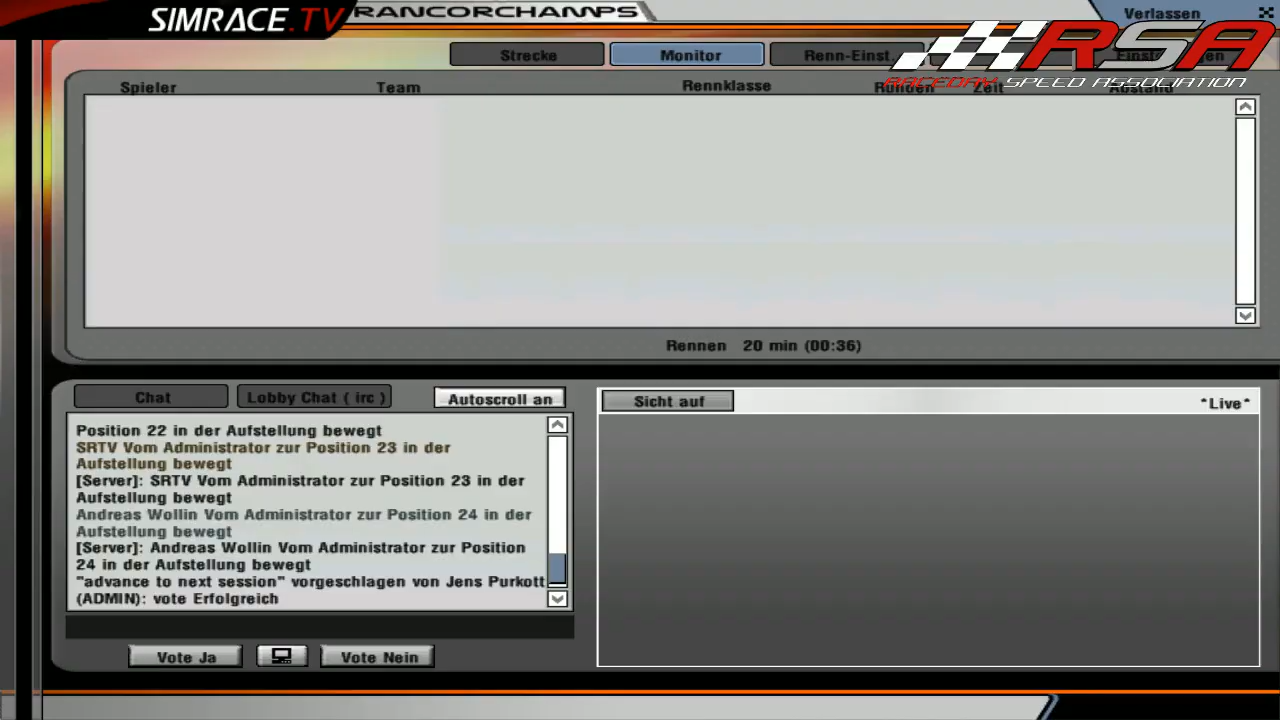 SIMRACE.TV
RANCORCHAMPS
Verlassen
RSA
RACEDAY SPEED ASSOCIATION
Strecke
Monitor
Renn-Einst.
Spieler
Team
Rennklasse
Runden
Zeit
Abstand
Rennen 20 min (00:36)
Chat
Lobby Chat ( irc )
Autoscroll an
Position 22 in der Aufstellung bewegt
SRTV Vom Administrator zur Position 23 in der
Aufstellung bewegt
[Server]: SRTV Vom Administrator zur Position 23 in der
Aufstellung bewegt
Andreas Wollin Vom Administrator zur Position 24 in der
Aufstellung bewegt
[Server]: Andreas Wollin Vom Administrator zur Position
24 in der Aufstellung bewegt
"advance to next session" vorgeschlagen von Jens Purkott
(ADMIN): vote Erfolgreich
Vote Ja
Vote Nein
Sicht auf
*Live*